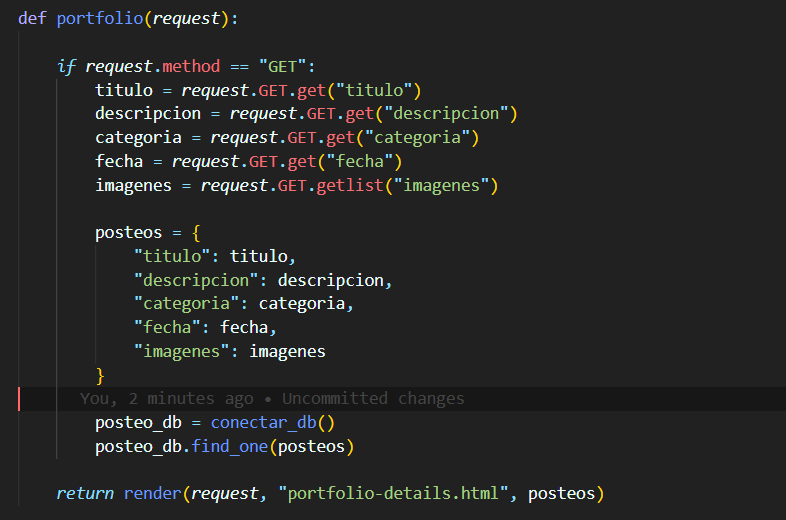 def portfolio(request):
if request.method == "GET":
titulo = request.GET.get("titulo")
descripcion = request.GET.get("descripcion")
categoria = request.GET.get("categoria")
fecha = request.GET.get("fecha")
imagenes = request.GET.getlist("imagenes")
posteos = {
"titulo": titulo,
"descripcion": descripcion,
"categoria": categoria,
"fecha": fecha,
"imagenes": imagenes
}
You, 2 minutes ago • Uncommitted changes
posteo_db = conectar_db()
posteo_db.find_one(posteos)
return render(request, "portfolio-details.html", posteos)